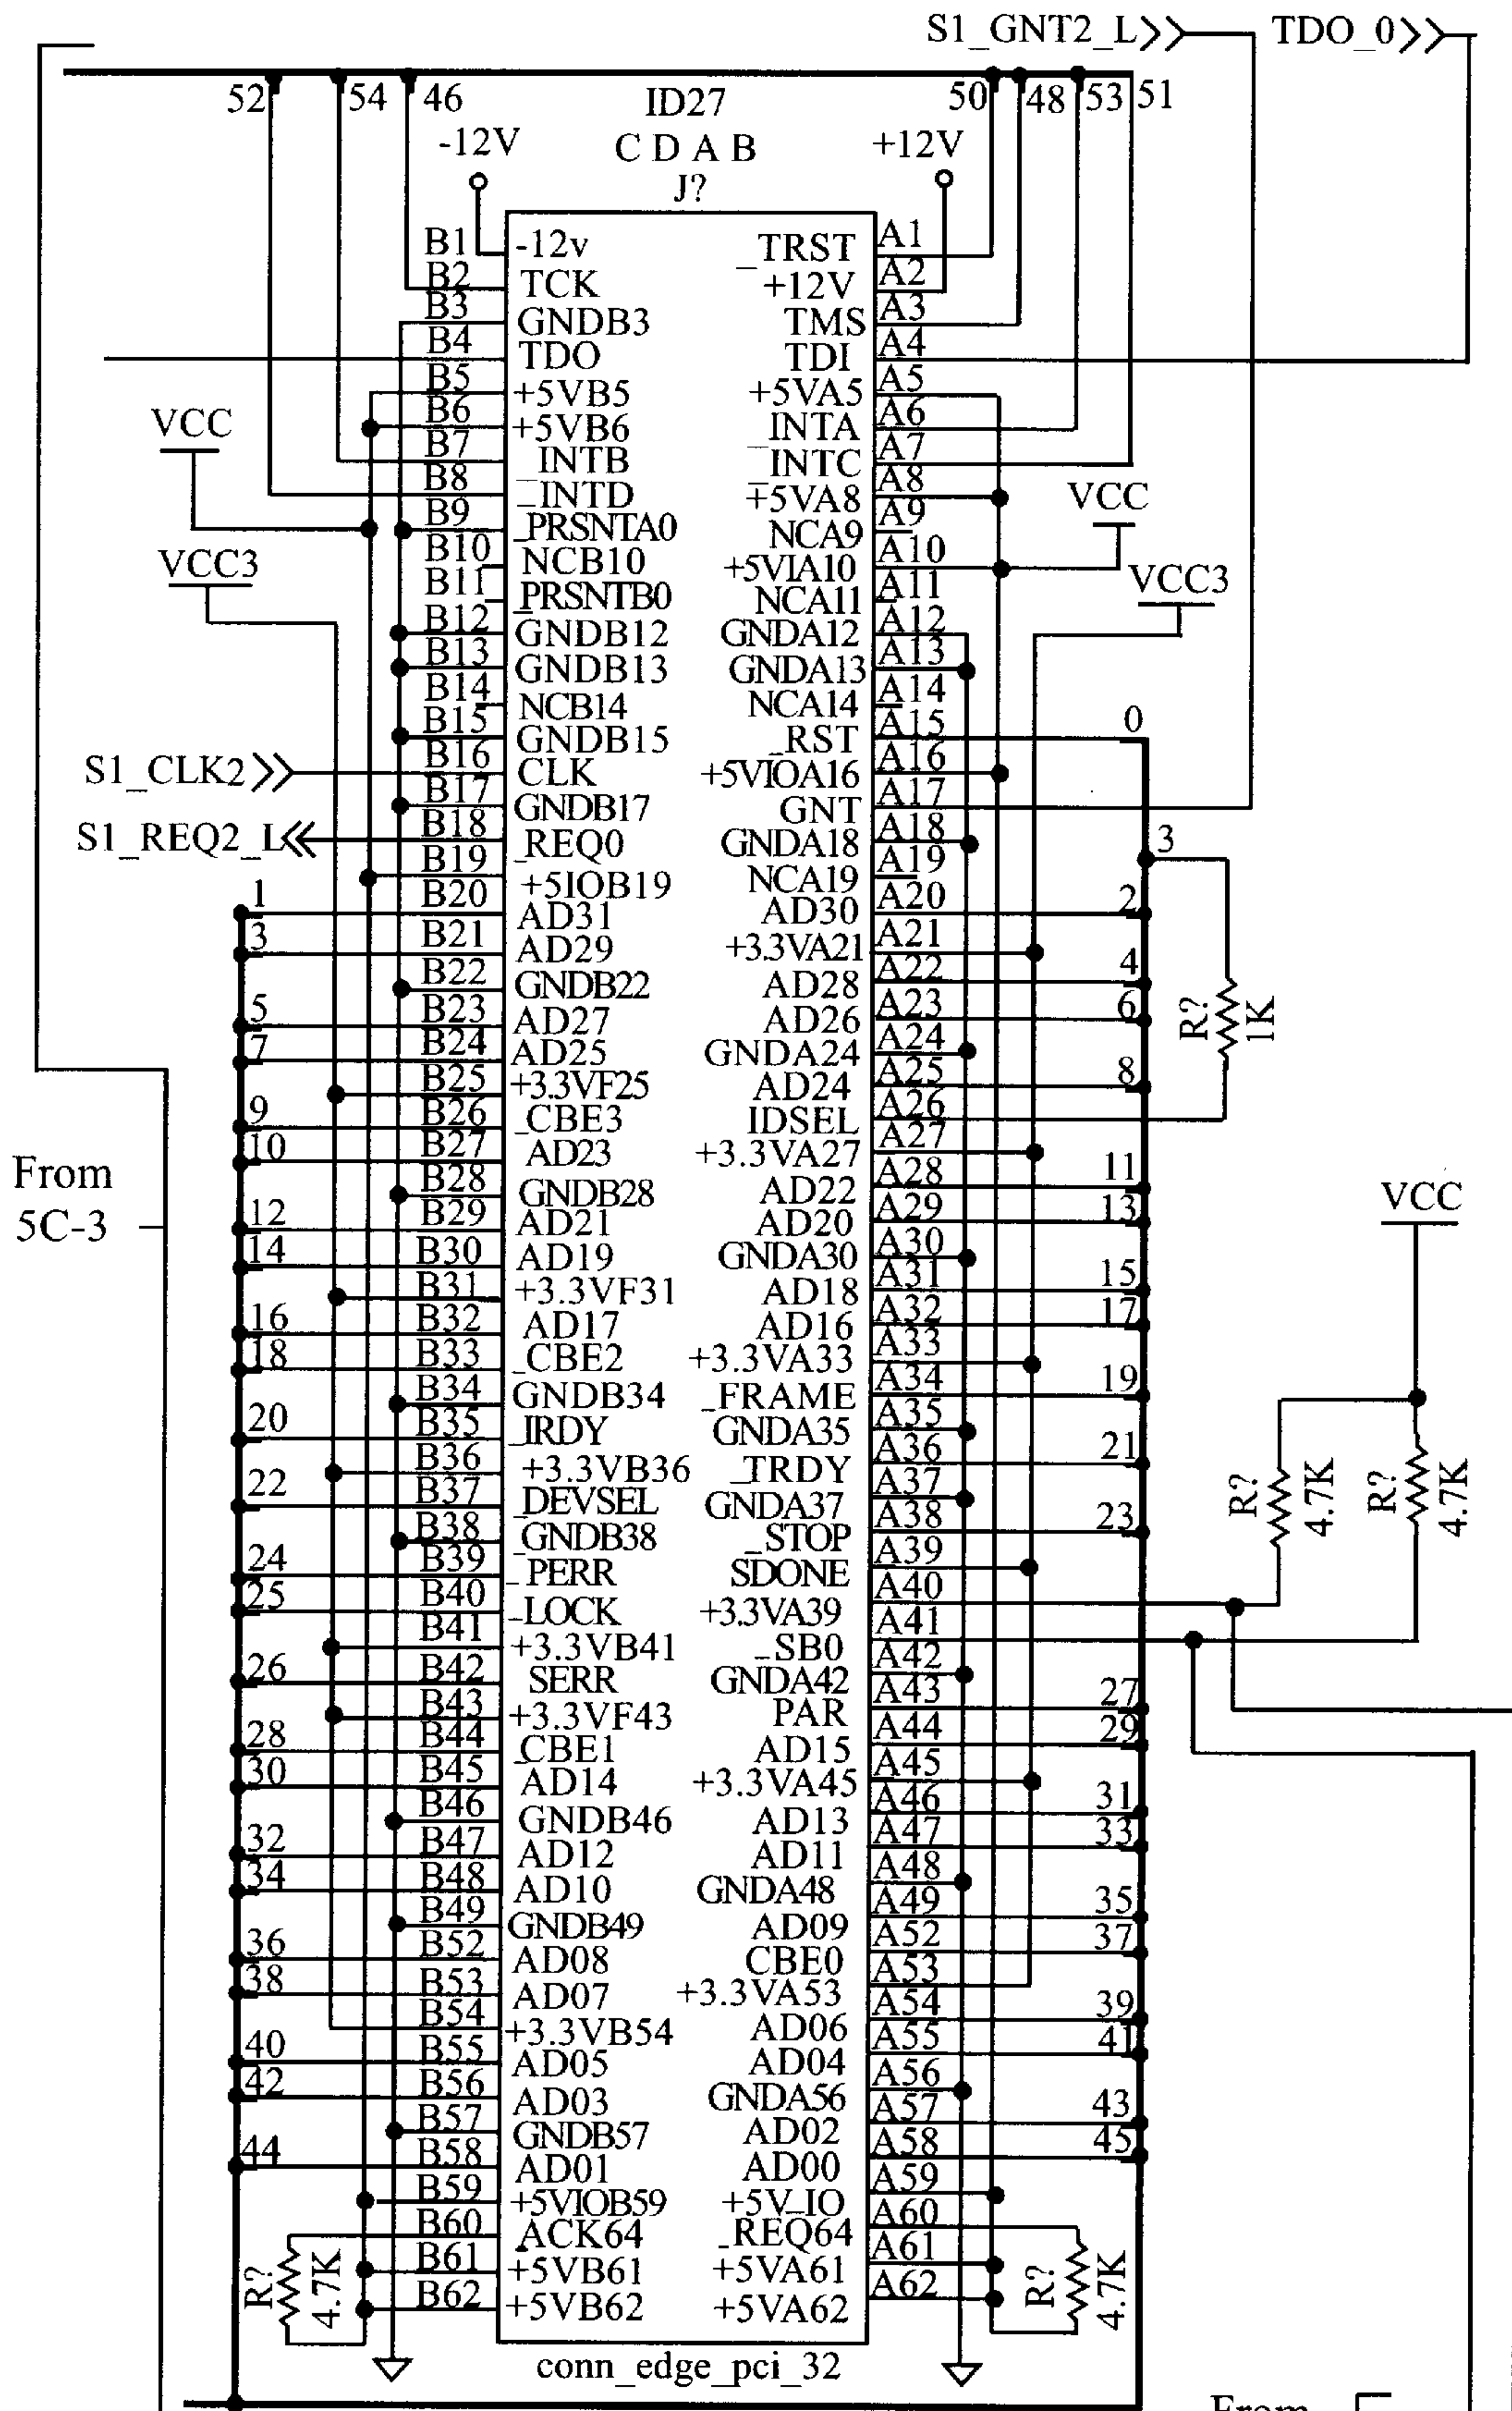 S1_GNT2_L TDO_0
52 54 46 50 48 53 51
ID27
-12V C D A B +12V
J?
B1 -12v _TRST A1
B2 TCK +12V A2
B3 GNDB3 TMS A3
B4 TDO TDI A4
B5 +5VB5 +5VA5 A5
VCC B6 +5VB6 _INTA A6
B7 _INTB _INTC A7
B8 _INTD +5VA8 A8 VCC
B9 _PRSNTA0 NCA9 A9
VCC3 B10 NCB10 +5VIA10 A10
B11 _PRSNTB0 NCA11 A11 VCC3
B12 GNDB12 GNDA12 A12
B13 GNDB13 GNDA13 A13
B14 NCB14 NCA14 A14
B15 GNDB15 _RST A15 0
S1_CLK2 B16 CLK +5VIOA16 A16
B17 GNDB17 GNT A17
S1_REQ2_L B18 _REQ0 GNDA18 A18 3
B19 +5IOB19 NCA19 A19
1 B20 AD31 AD30 A20 2
3 B21 AD29 +3.3VA21 A21
B22 GNDB22 AD28 A22 4
5 B23 AD27 AD26 A23 6 R? 1K
7 B24 AD25 GNDA24 A24
B25 +3.3VF25 AD24 A25 8
9 B26 _CBE3 IDSEL A26
10 B27 AD23 +3.3VA27 A27
From
5C-3
B28 GNDB28 AD22 A28 11 VCC
12 B29 AD21 AD20 A29 13
14 B30 AD19 GNDA30 A30
B31 +3.3VF31 AD18 A31 15
16 B32 AD17 AD16 A32 17
18 B33 _CBE2 +3.3VA33 A33
B34 GNDB34 _FRAME A34 19
20 B35 _IRDY GNDA35 A35
B36 +3.3VB36 _TRDY A36 21
22 B37 _DEVSEL GNDA37 A37 R? 4.7K R? 4.7K
B38 GNDB38 _STOP A38 23
24 B39 _PERR SDONE A39
25 B40 _LOCK +3.3VA39 A40
B41 +3.3VB41 _SB0 A41
26 B42 SERR GNDA42 A42
B43 +3.3VF43 PAR A43 27
28 B44 _CBE1 AD15 A44 29
30 B45 AD14 +3.3VA45 A45
B46 GNDB46 AD13 A46 31
32 B47 AD12 AD11 A47 33
34 B48 AD10 GNDA48 A48
B49 GNDB49 AD09 A49 35
36 B52 AD08 CBE0 A52 37
38 B53 AD07 +3.3VA53 A53
B54 +3.3VB54 AD06 A54 39
40 B55 AD05 AD04 A55 41
42 B56 AD03 GNDA56 A56
B57 GNDB57 AD02 A57 43
44 B58 AD01 AD00 A58 45
B59 +5VIOB59 +5V_IO A59
B60 _ACK64 _REQ64 A60
R? 4.7K B61 +5VB61 +5VA61 A61 R? 4.7K
B62 +5VB62 +5VA62 A62
conn_edge_pci_32
From